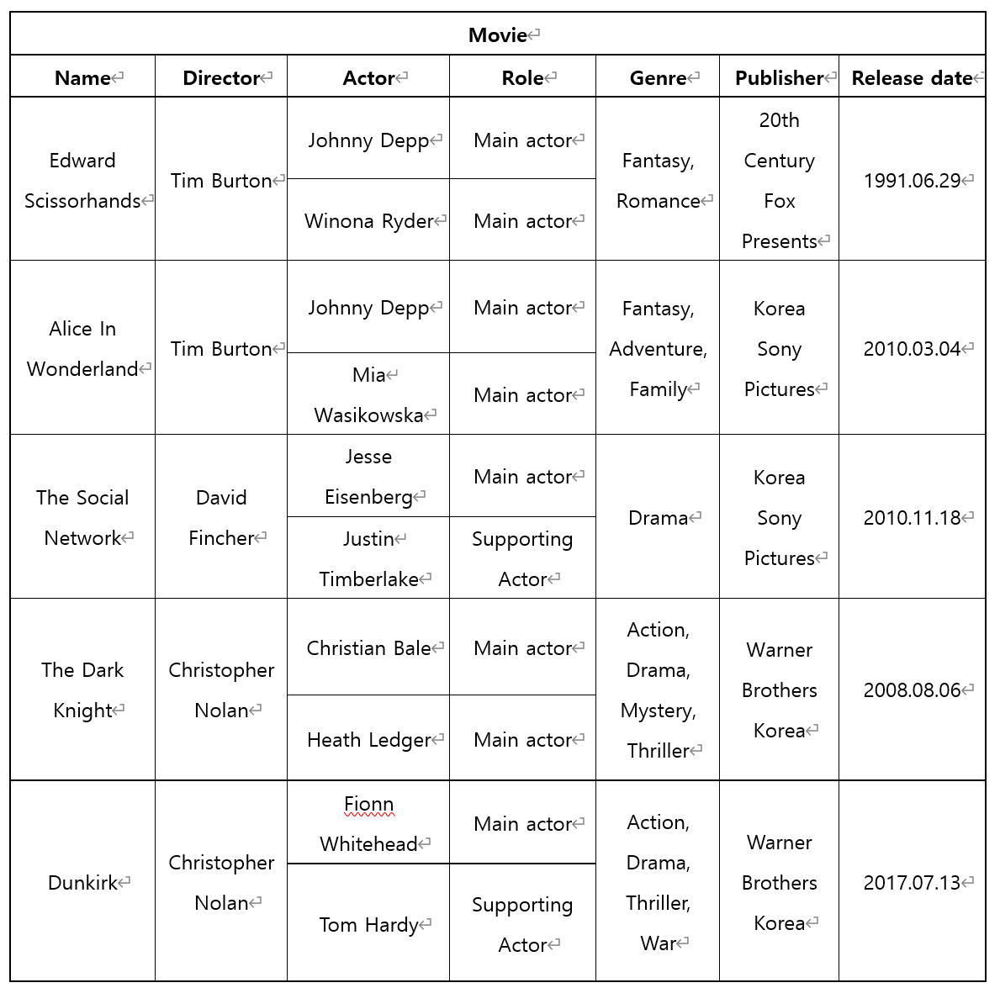 Movie
Name Director Actor Role Genre Publisher Release date
Edward
Scissorhands
Tim Burton
Johnny Depp
Main actor
Winona Ryder
Main actor
Fantasy,
Romance
20th
Century
Fox
Presents
1991.06.29
Alice In
Wonderland
Tim Burton
Johnny Depp
Main actor
Mia
Wasikowska
Main actor
Fantasy,
Adventure,
Family
Korea
Sony
Pictures
2010.03.04
The Social
Network
David
Fincher
Jesse
Eisenberg
Main actor
Justin
Timberlake
Supporting
Actor
Drama
Korea
Sony
Pictures
2010.11.18
The Dark
Knight
Christopher
Nolan
Christian Bale
Main actor
Heath Ledger
Main actor
Action,
Drama,
Mystery,
Thriller
Warner
Brothers
Korea
2008.08.06
Dunkirk
Christopher
Nolan
Fionn
Whitehead
Main actor
Tom Hardy
Supporting
Actor
Action,
Drama,
Thriller,
War
Warner
Brothers
Korea
2017.07.13